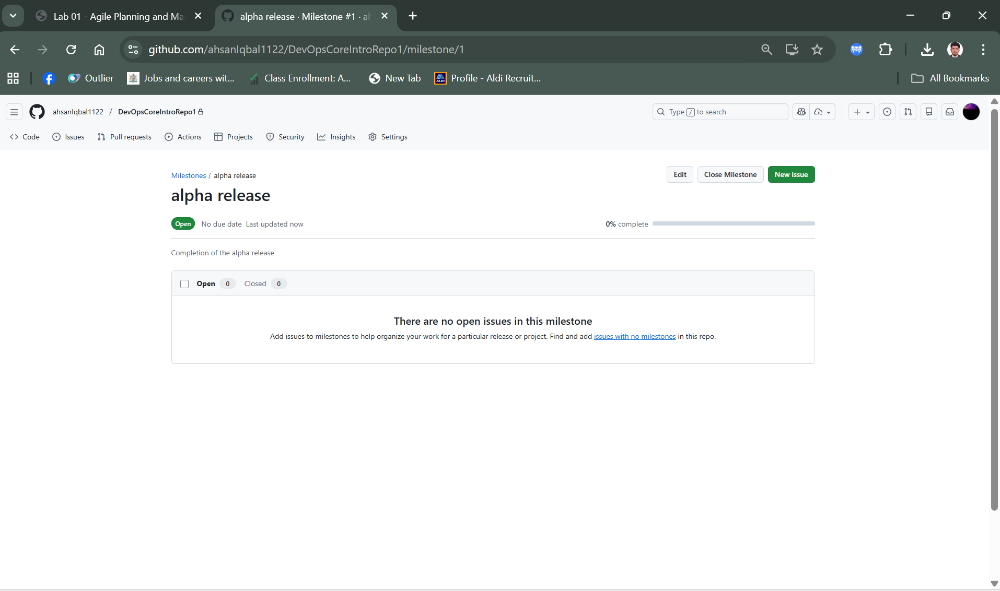 Lab 01 - Agile Planning and Ma
alpha release · Milestone #1 · a
github.com/ahsanIqbal1122/DevOpsCoreIntroRepo1/milestone/1
Outlier
Jobs and careers wit...
Class Enrollment: A...
New Tab
ALDI
Profile - Aldi Recruit...
All Bookmarks
ahsanIqbal1122 / DevOpsCoreIntroRepo1
Type / to search
Code
Issues
Pull requests
Actions
Projects
Security
Insights
Settings
Milestones / alpha release
Edit
Close Milestone
New issue
alpha release
Open
No due date Last updated now
0% complete
Completion of the alpha release
Open 0
Closed 0
There are no open issues in this milestone
Add issues to milestones to help organize your work for a particular release or project. Find and add issues with no milestones in this repo.